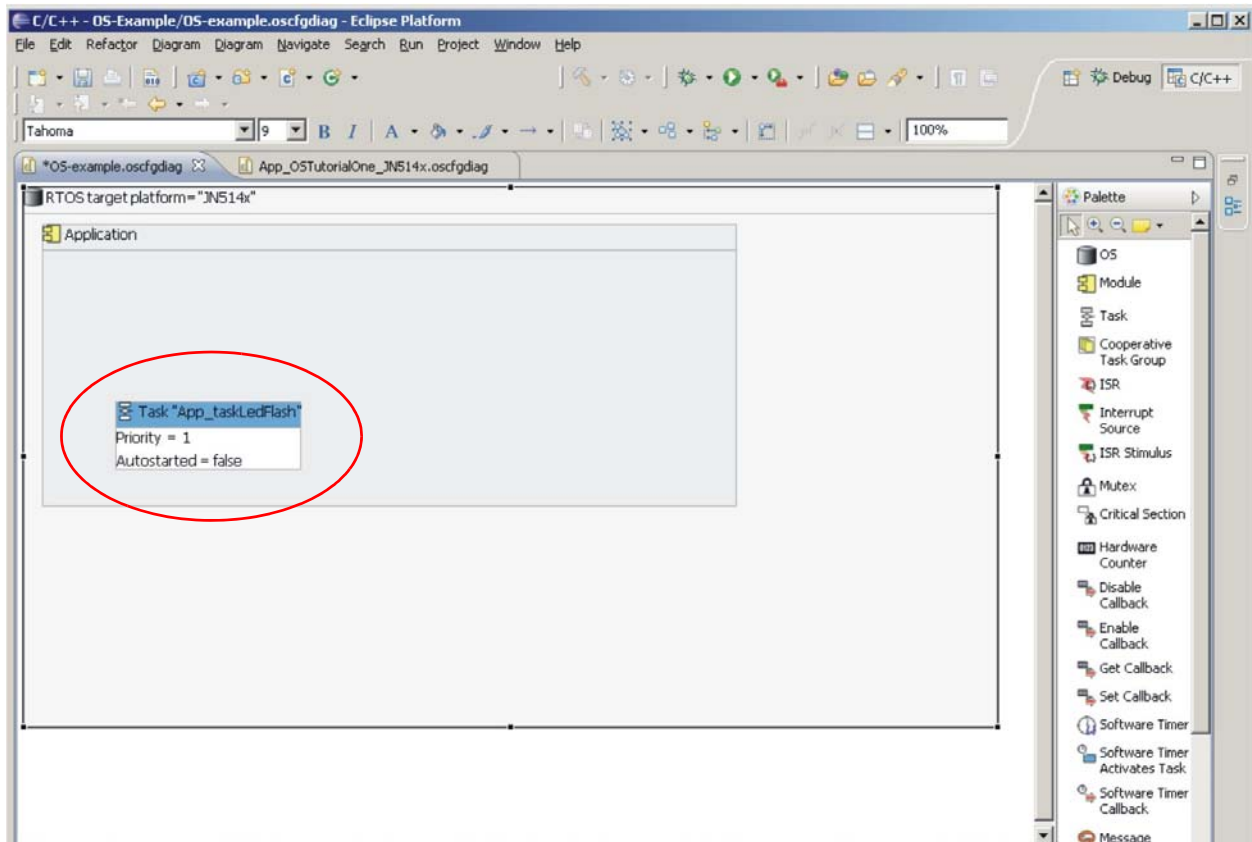 C/C++ - OS-Example/OS-example.oscfgdiag - Eclipse Platform
File Edit Refactor Diagram Diagram Navigate Search Run Project Window Help
Debug C/C++
Tahoma 9 B I A 100%
*OS-example.oscfgdiag App_OSTutorialOne_JN514x.oscfgdiag
RTOS target platform="JN514x"
Application
Task "App_taskLedFlash"
Priority = 1
Autostarted = false
Palette
OS
Module
Task
Cooperative
Task Group
ISR
Interrupt
Source
ISR Stimulus
Mutex
Critical Section
Hardware
Counter
Disable
Callback
Enable
Callback
Get Callback
Set Callback
Software Timer
Software Timer
Activates Task
Software Timer
Callback
Message